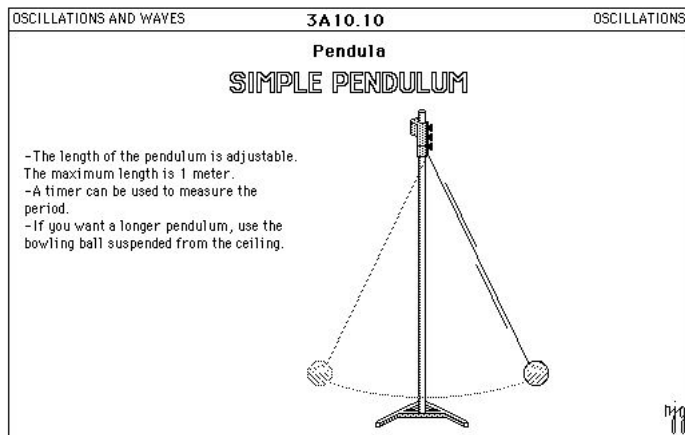 OSCILLATIONS AND WAVES 3A10.10 OSCILLATIONS
Pendula
SIMPLE PENDULUM
-The length of the pendulum is adjustable.
The maximum length is 1 meter.
-A timer can be used to measure the
period.
-If you want a longer pendulum, use the
bowling ball suspended from the ceiling.